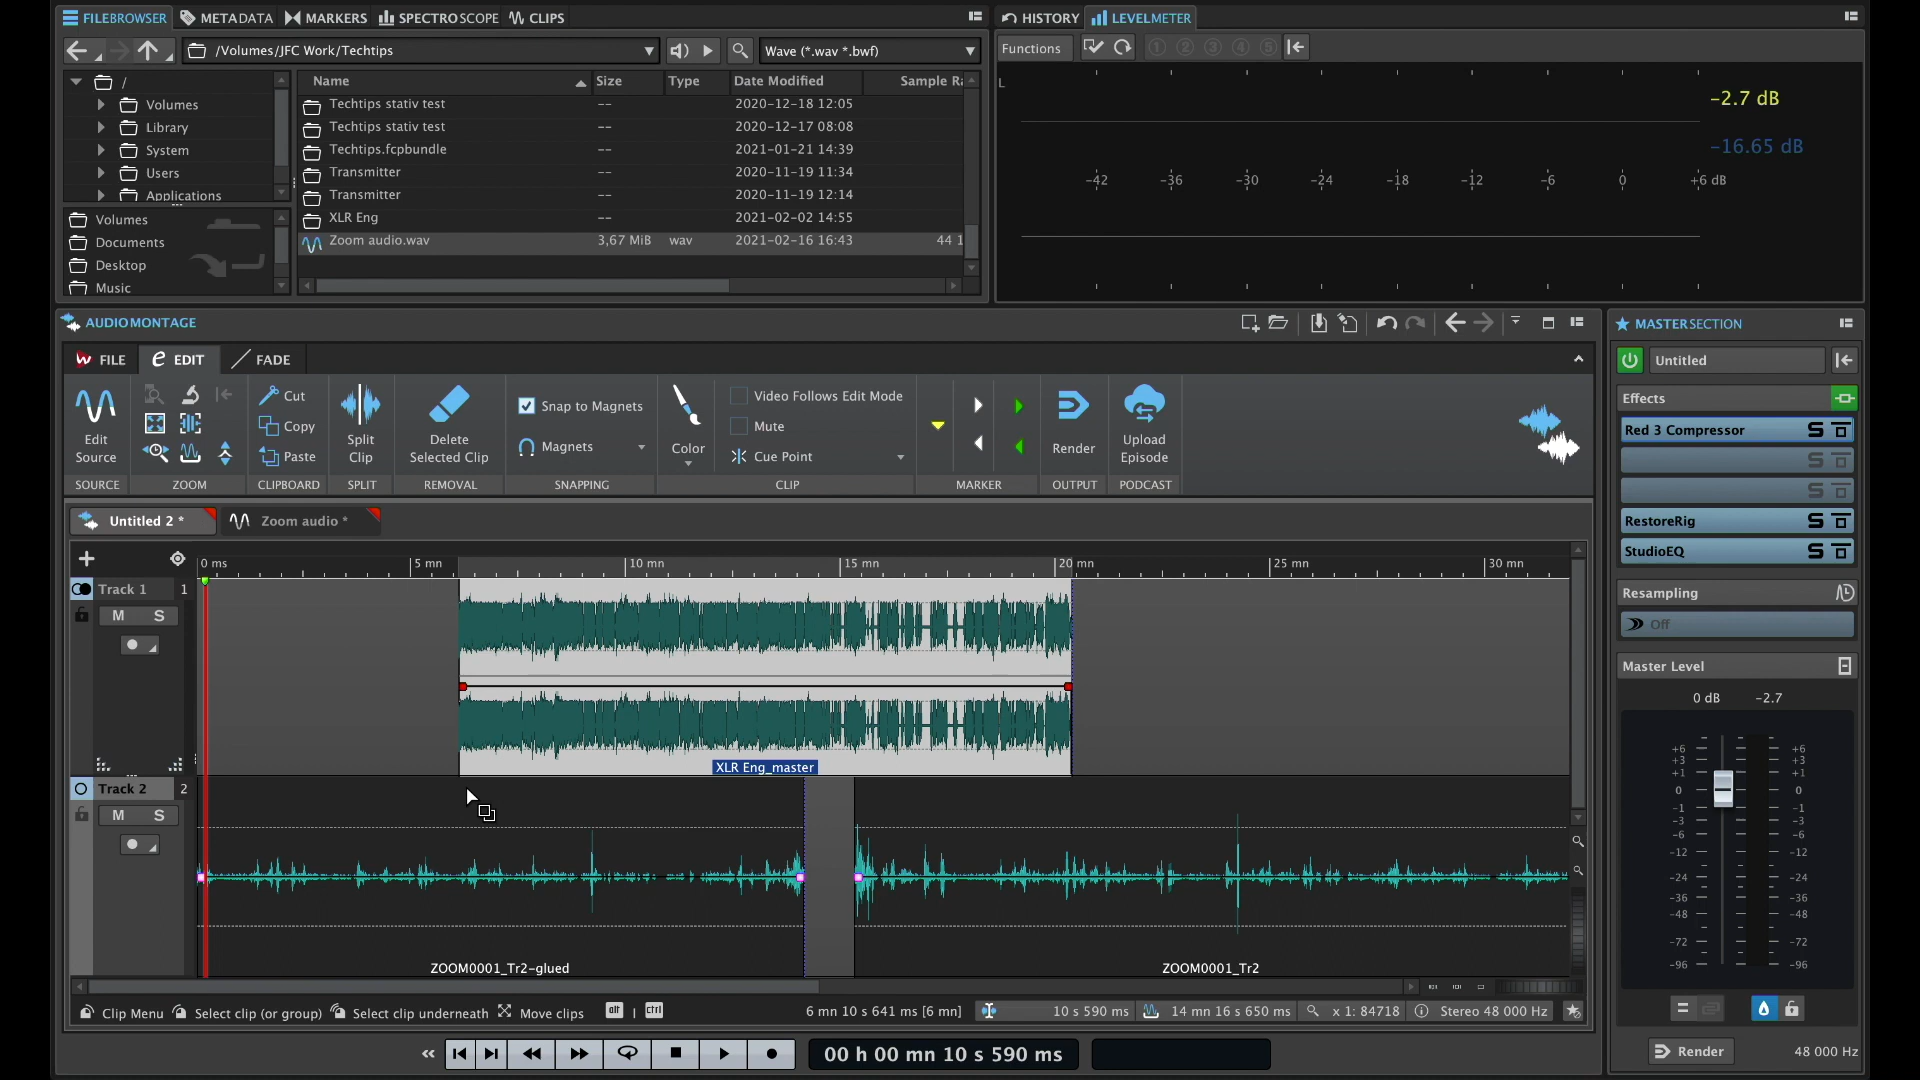 FILEBROWSER METADATA MARKERS SPECTROSCOPE CLIPS
/Volumes/JFC Work/Techtips Wave (*.wav *.bwf)
Name Size Type Date Modified Sample Ra
/
Volumes
Library
System
Users
Applications
Volumes
Documents
Desktop
Music
Techtips stativ test -- 2020-12-18 12:05
Techtips stativ test -- 2020-12-17 08:08
Techtips.fcpbundle -- 2021-01-21 14:39
Transmitter -- 2020-11-19 11:34
Transmitter -- 2020-11-19 12:14
XLR Eng -- 2021-02-02 14:55
Zoom audio.wav 3,67 MiB wav 2021-02-16 16:43 44 1
HISTORY LEVELMETER
Functions 1 2 3 4 5
L
-2.7 dB
-16.65 dB
-42 -36 -30 -24 -18 -12 -6 0 +6 dB
AUDIOMONTAGE
FILE EDIT FADE
Edit Source
SOURCE
ZOOM
Cut
Copy
Paste
CLIPBOARD
Split Clip
SPLIT
Delete Selected Clip
REMOVAL
Snap to Magnets
Magnets
SNAPPING
Color
Video Follows Edit Mode
Mute
Cue Point
CLIP
MARKER
Render
OUTPUT
Upload Episode
PODCAST
Untitled 2 * Zoom audio *
0 ms 5 mn 10 mn 15 mn 20 mn 25 mn 30 mn
Track 1 1
M S
XLR Eng_master
Track 2 2
M S
ZOOM0001_Tr2-glued ZOOM0001_Tr2
Clip Menu Select clip (or group) Select clip underneath Move clips alt | ctrl 6 mn 10 s 641 ms [6 mn] 10 s 590 ms 14 mn 16 s 650 ms x 1: 84718 Stereo 48 000 Hz
00 h 00 mn 10 s 590 ms
MASTERSECTION
Untitled
Effects
Red 3 Compressor S
S
S
RestoreRig S
StudioEQ S
Resampling
Off
Master Level
0 dB -2.7
+6 +6
+3 +3
+1 +1
0 0
-1 -1
-3 -3
-6 -6
-12 -12
-24 -24
-36 -36
-48 -48
-72 -72
-96 -96
Render 48 000 Hz